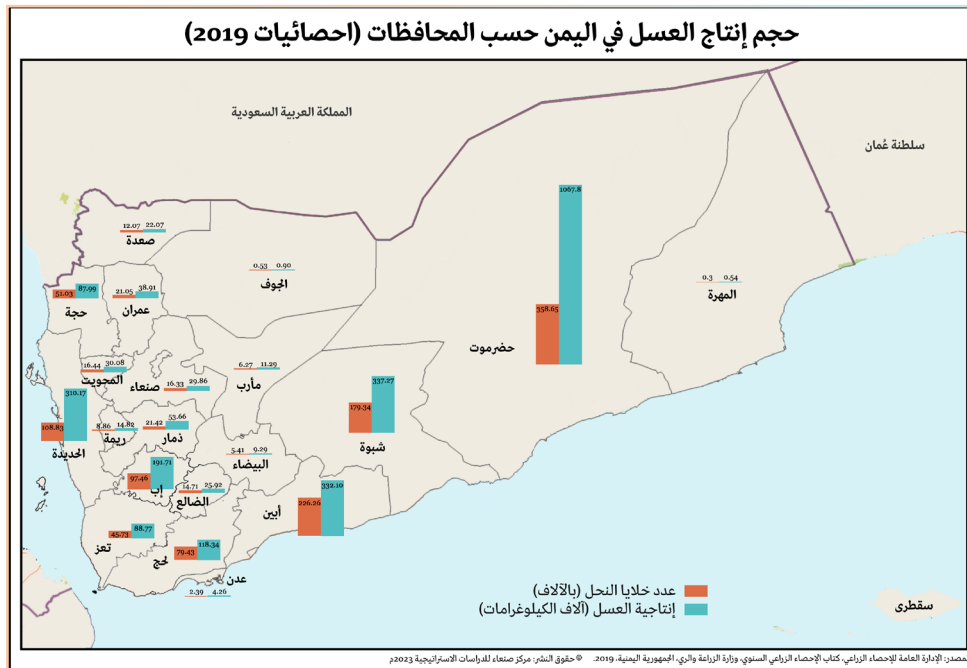 حجم إنتاج العسل في اليمن حسب المحافظات (احصائيات 2019)
المملكة العربية السعودية
سلطنة عُمان
1067.8
358.65
حضرموت
12.07 22.07
صعدة
0.53 0.90
الجوف
0.3 0.54
المهرة
51.03 87.99
حجة
21.05 38.91
عمران
16.44 30.08
المحويت
16.33 29.86
صنعاء
6.27 11.29
مأرب
179.34 337.27
شبوة
108.83 310.17
الحديدة
8.86 14.82
ريمة
21.42 53.66
ذمار
5.41 9.29
البيضاء
97.46 191.71
إب
14.71 25.92
الضالع
226.26 332.10
أبين
45.73 88.77
تعز
79.43 118.34
لحج
عدن
2.39 4.26
سقطرى
عدد خلايا النحل (بالآلاف)
إنتاجية العسل (آلاف الكيلوغرامات)
لمصدر: الإدارة العامة للإحصاء الزراعي، كتاب الإحصاء الزراعي السنوي، وزارة الزراعة والري، الجمهورية اليمنية، 2019. © حقوق النشر: مركز صنعاء للدراسات الاستراتيجية 2023م